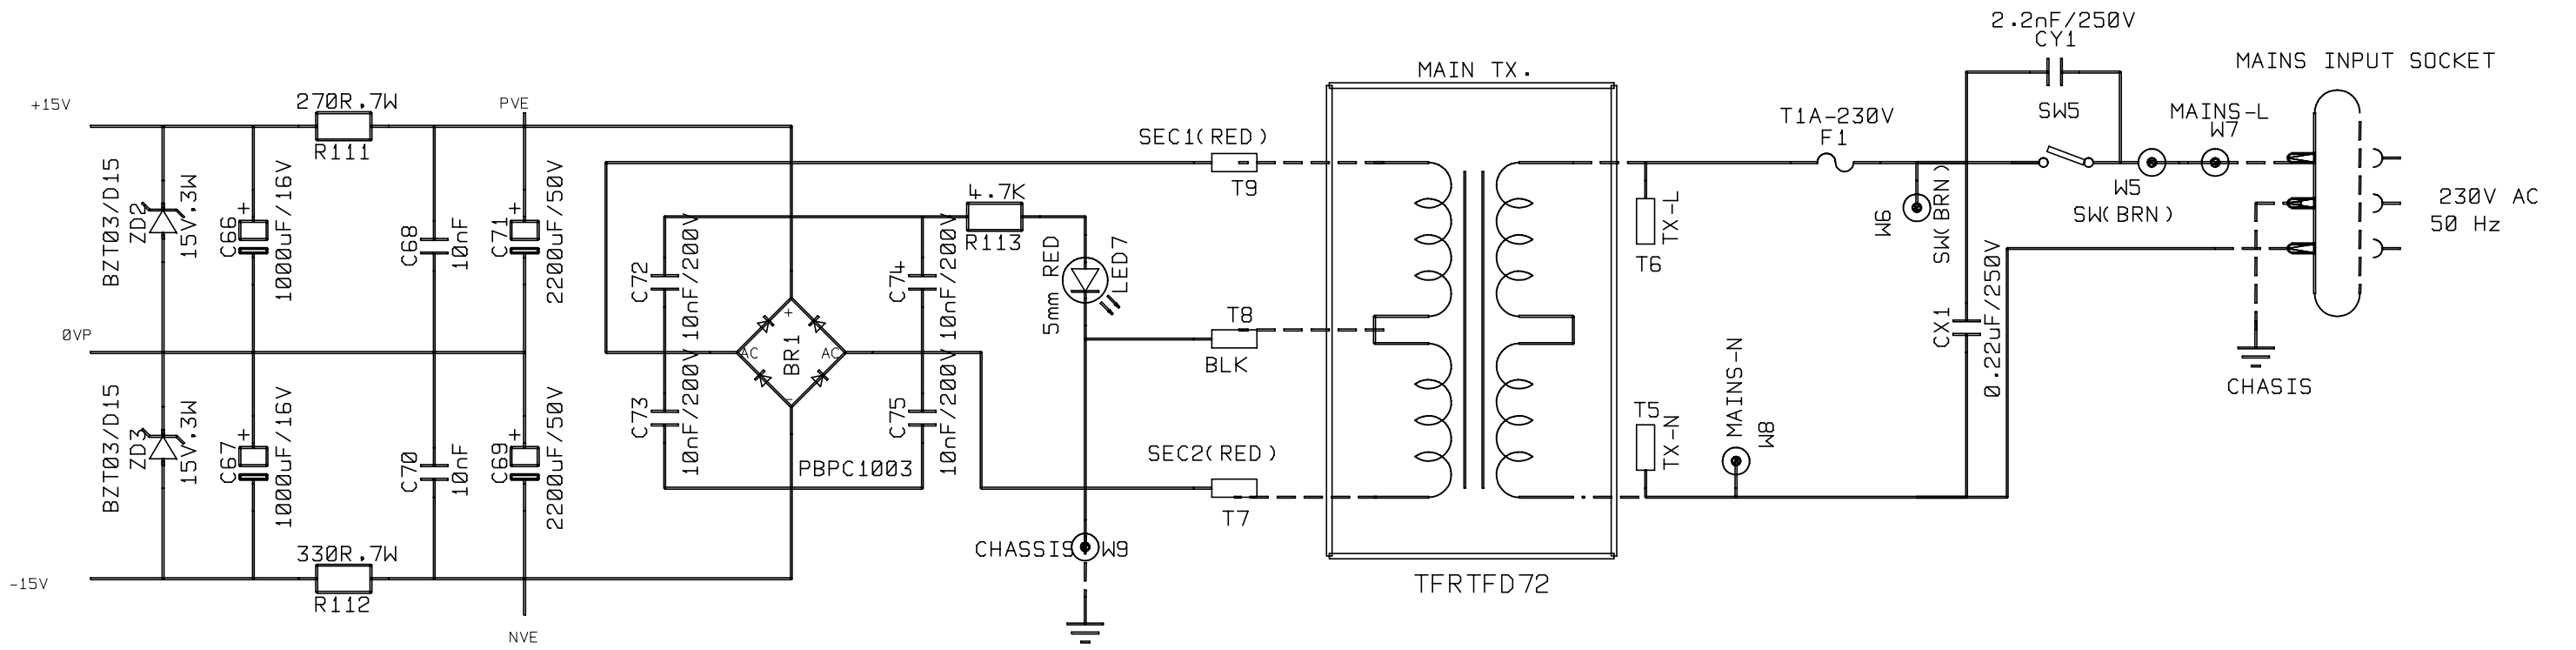 2.2nF/250V
CY1
MAINS INPUT SOCKET
MAIN TX.
+15V
270R.7W
PVE
R111
SEC1(RED)
T9
T1A-230V
F1
SW5
MAINS-L
W7
W5
SW(BRN)
230V AC
50 Hz
BZT03/D15
ZD2
15V.3W
C66
+
1000uF/16V
C68
10nF
C71
+
2200uF/50V
4.7K
R113
C72
10nF/200V
C74
10nF/200V
5mm RED
LED7
TX-L
T6
W6
SW(BRN)
0VP
AC
+
BR1
AC
-
T8
BLK
CX1
0.22uF/250V
CHASIS
BZT03/D15
ZD3
15V.3W
C67
+
1000uF/16V
C70
10nF
C69
+
2200uF/50V
C73
10nF/200V
C75
10nF/200V
PBPC1003
SEC2(RED)
T7
T5
TX-N
MAINS-N
W8
CHASSIS
W9
-15V
330R.7W
R112
NVE
TFRTFD72